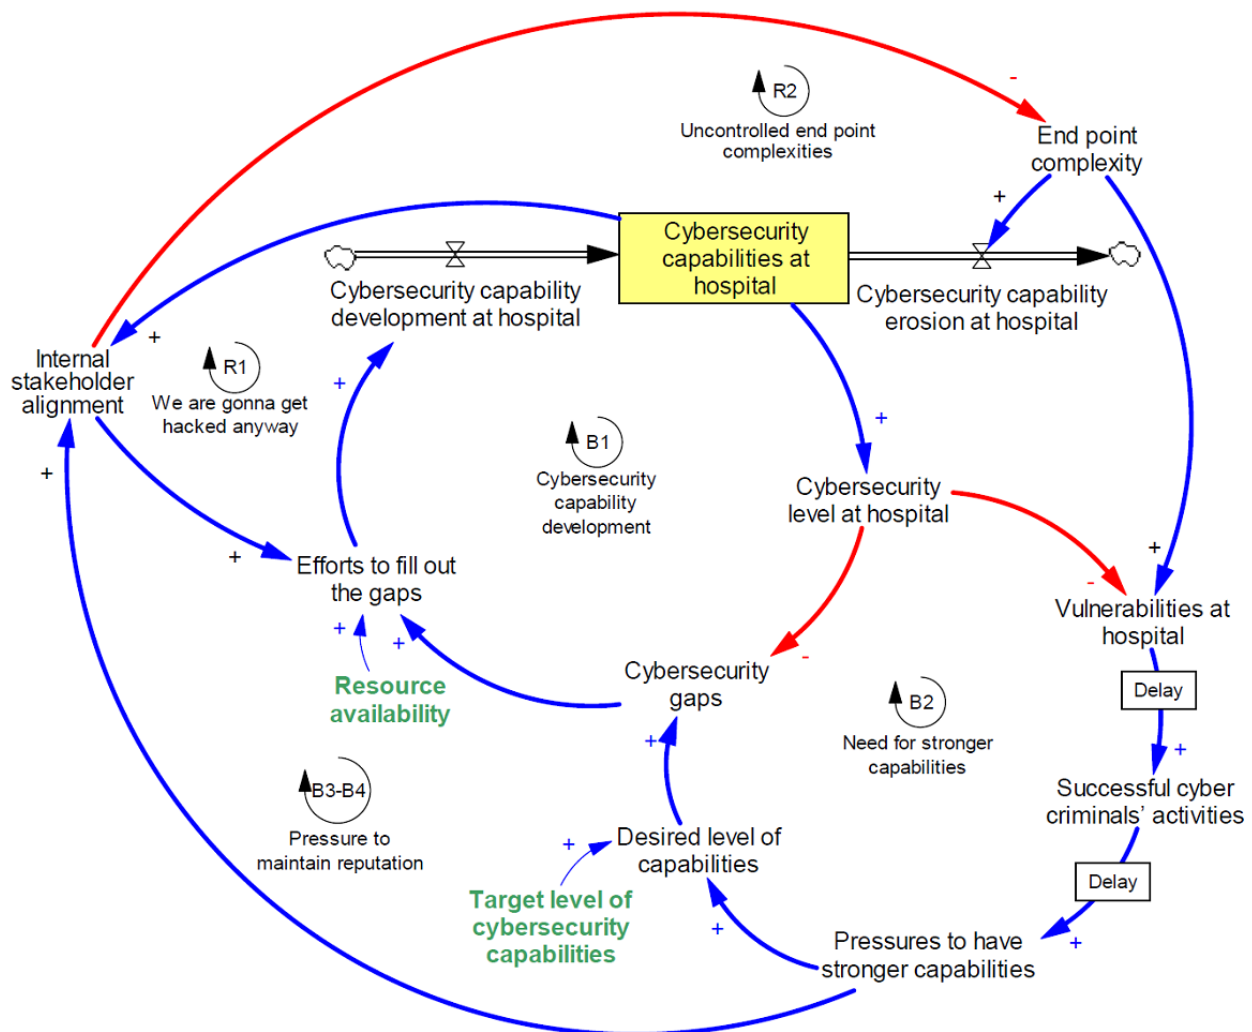 -
R2
Uncontrolled end point
complexities
End point
complexity
+
Cybersecurity
capabilities at
hospital
Cybersecurity capability
development at hospital
+
Cybersecurity capability
erosion at hospital
+
Internal
stakeholder
alignment
R1
We are gonna get
hacked anyway
+
B1
Cybersecurity
capability
development
+
Cybersecurity
level at hospital
+
+
Efforts to fill out
the gaps
+
-
Vulnerabilities at
hospital
+
+
-
Cybersecurity
gaps
Resource
availability
B2
Need for stronger
capabilities
Delay
+
+
B3-B4
Pressure to
maintain reputation
Successful cyber
criminals’ activities
Desired level of
capabilities
+
Target level of
cybersecurity
capabilities
Delay
+
+
Pressures to have
stronger capabilities